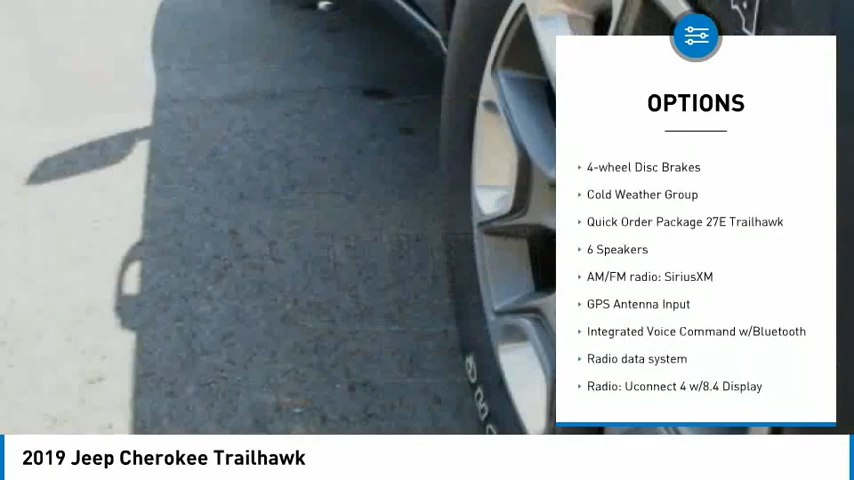 OPTIONS
4-wheel Disc Brakes
Cold Weather Group
Quick Order Package 27E Trailhawk
6 Speakers
AM/FM radio: SiriusXM
GPS Antenna Input
Integrated Voice Command w/Bluetooth
Radio data system
Radio: Uconnect 4 w/8.4 Display
2019 Jeep Cherokee Trailhawk